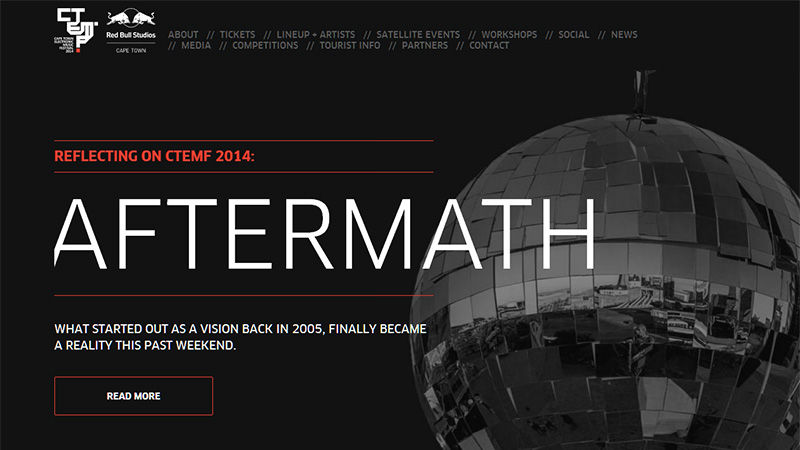 CTEMF
CAPE TOWN
ELECTRONIC
MUSIC
FESTIVAL
2014
Red Bull Studios
CAPE TOWN
ABOUT // TICKETS // LINEUP + ARTISTS // SATELLITE EVENTS // WORKSHOPS // SOCIAL // NEWS
// MEDIA // COMPETITIONS // TOURIST INFO // PARTNERS // CONTACT
REFLECTING ON CTEMF 2014:
AFTERMATH
WHAT STARTED OUT AS A VISION BACK IN 2005, FINALLY BECAME
A REALITY THIS PAST WEEKEND.
READ MORE